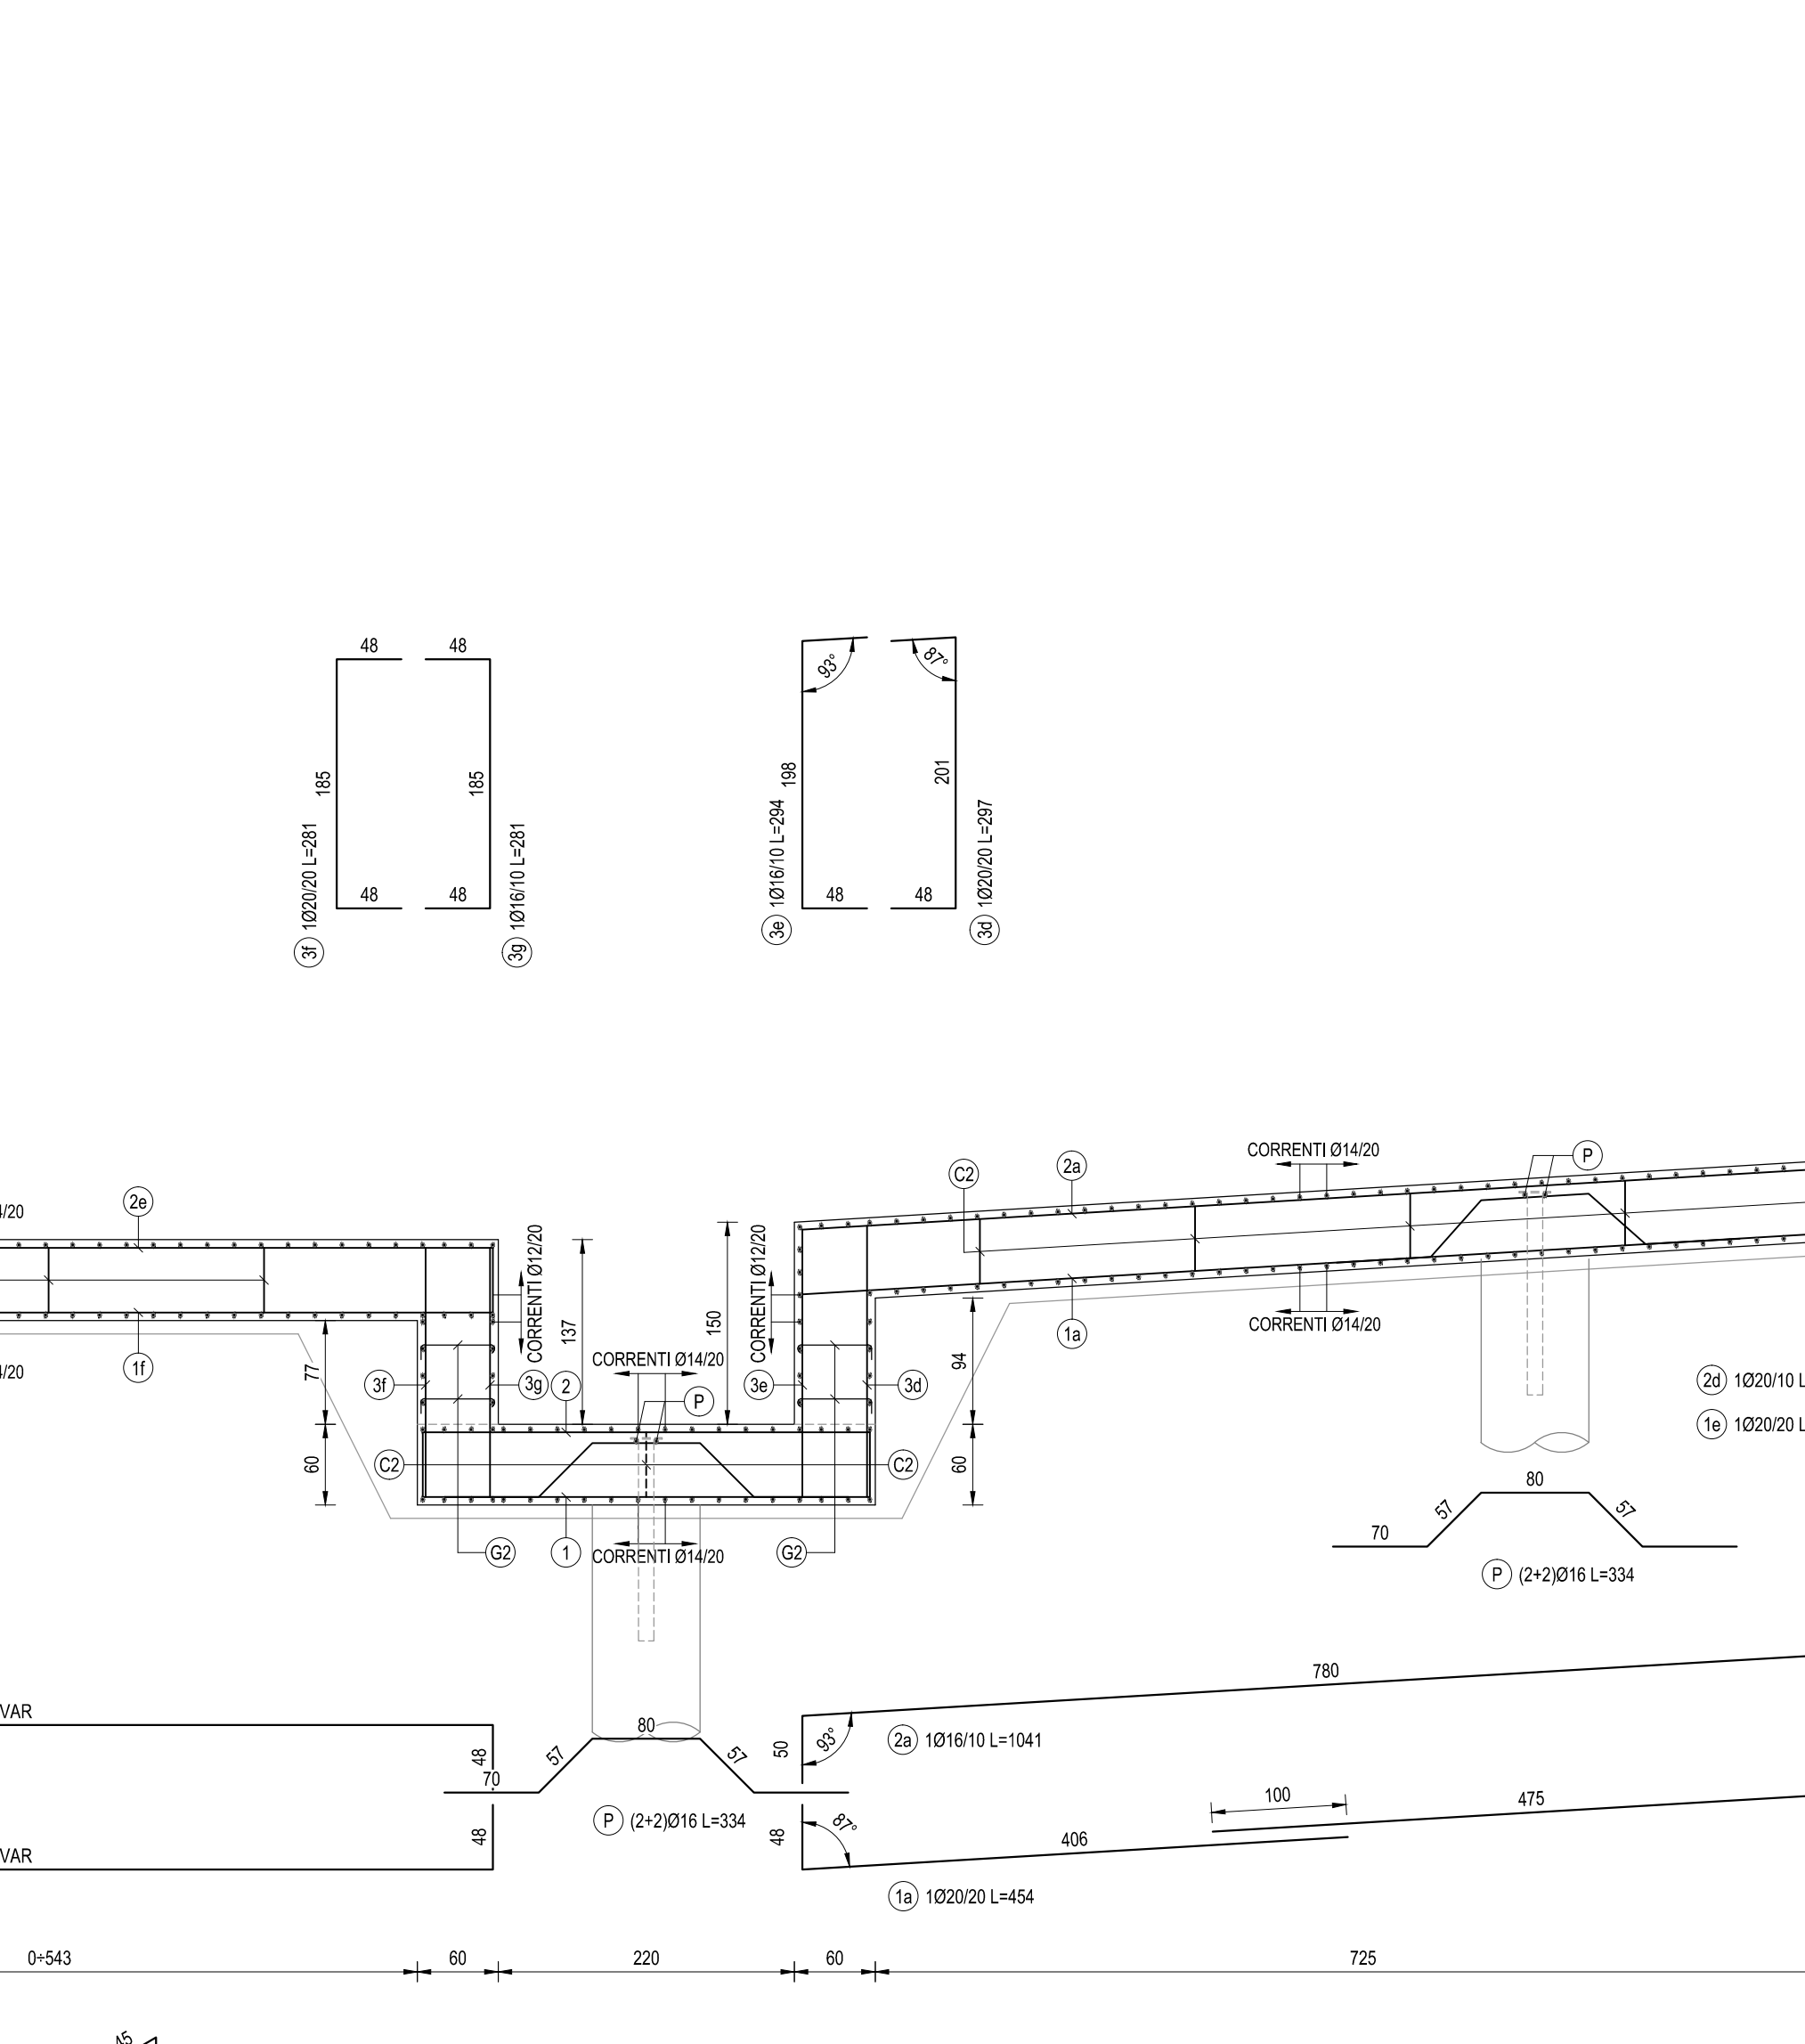 48
48
185
185
48
48
3f 1Ø20/20 L=281
3g 1Ø16/10 L=281
93°
87°
198
201
48
48
3e 1Ø16/10 L=294
3d 1Ø20/20 L=297
CORRENTI Ø14/20
P
C2
2a
2e
/20
CORRENTI Ø12/20
137
150
CORRENTI Ø12/20
1a
CORRENTI Ø14/20
1f
/20
77
94
CORRENTI Ø14/20
3f
3g
2
P
3e
3d
2d 1Ø20/10 L
1e 1Ø20/20 L
60
C2
C2
60
G2
1
CORRENTI Ø14/20
G2
80
57
57
70
P (2+2)Ø16 L=334
780
VAR
80
57
57
48
70
50
93°
2a 1Ø16/10 L=1041
P (2+2)Ø16 L=334
100
475
VAR
48
48
87°
406
1a 1Ø20/20 L=454
0÷543
60
220
60
725
45